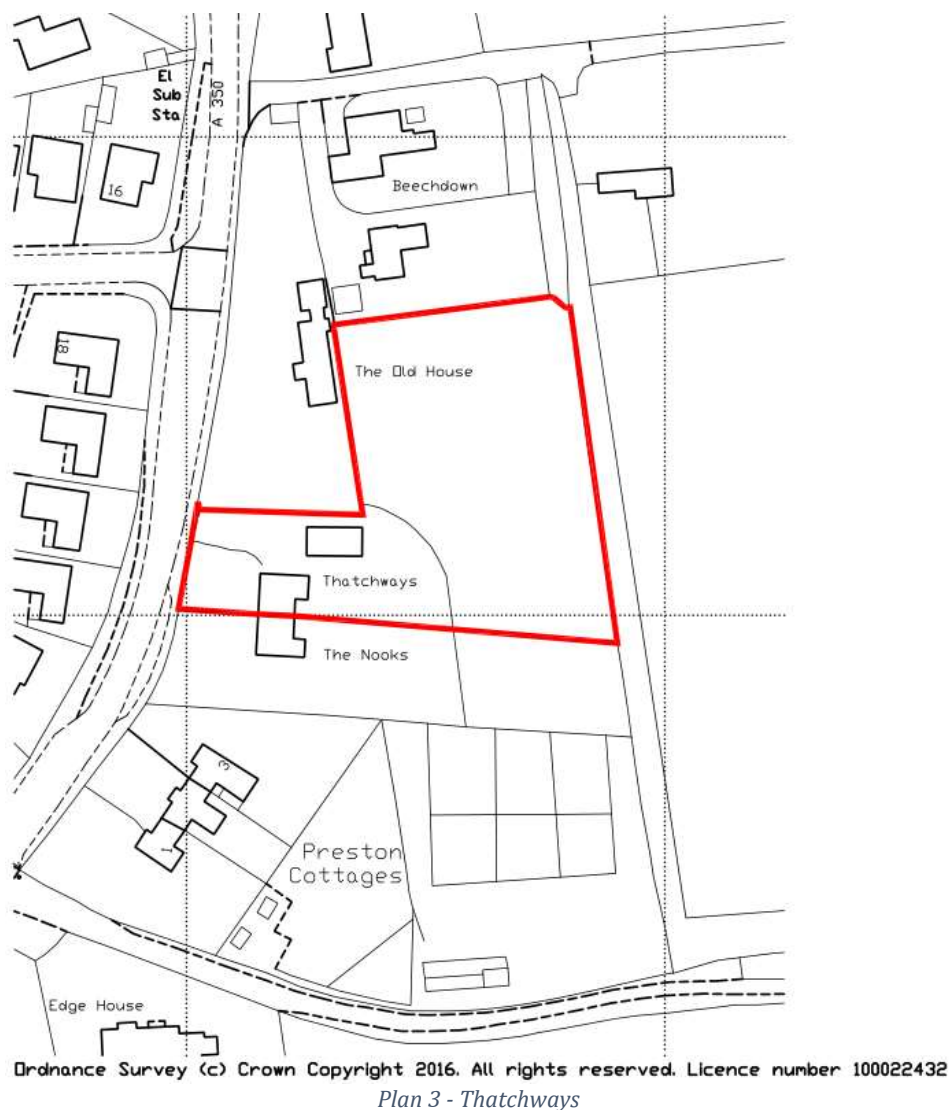 El
Sub
Sta
A 350
16
Beechdown
18
The Old House
Thatchways
The Nooks
3
1
Preston
Cottages
Edge House
Ordnance Survey (c) Crown Copyright 2016. All rights reserved. Licence number 100022432
Plan 3 - Thatchways